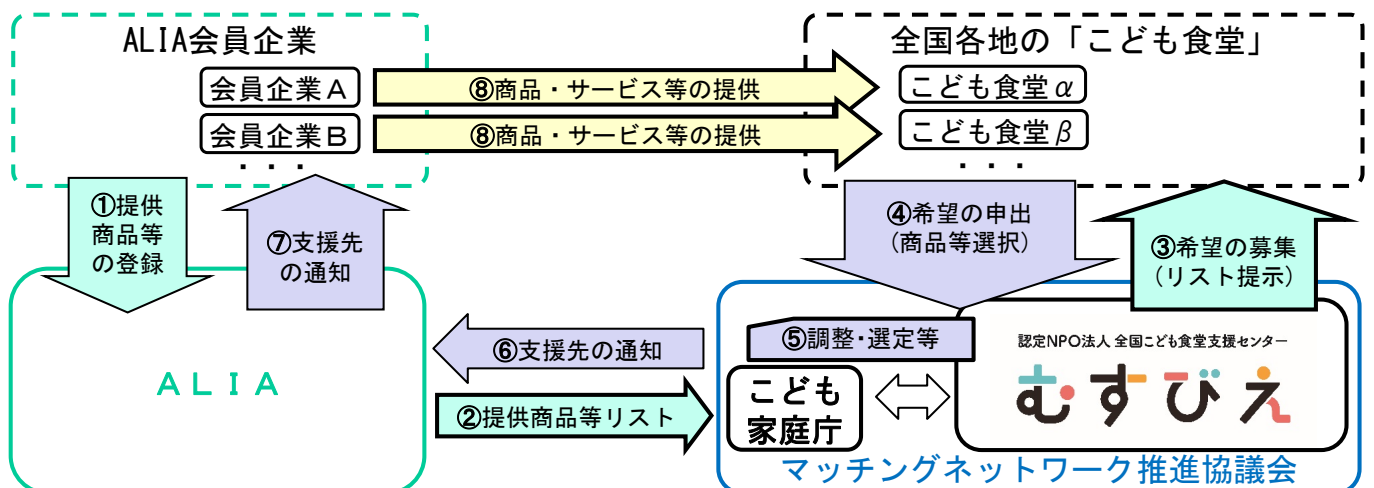 ALIA会員企業
会員企業A
会員企業B
・・・
全国各地の「こども食堂」
こども食堂α
こども食堂β
・・・
⑧商品・サービス等の提供
⑧商品・サービス等の提供
①提供
商品等
の登録
⑦支援先
の通知
④希望の申出
(商品等選択)
③希望の募集
(リスト提示)
ALIA
⑥支援先の通知
②提供商品等リスト
⑤調整・選定等
こども
家庭庁
認定NPO法人 全国こども食堂支援センター
むすびえ
マッチングネットワーク推進協議会